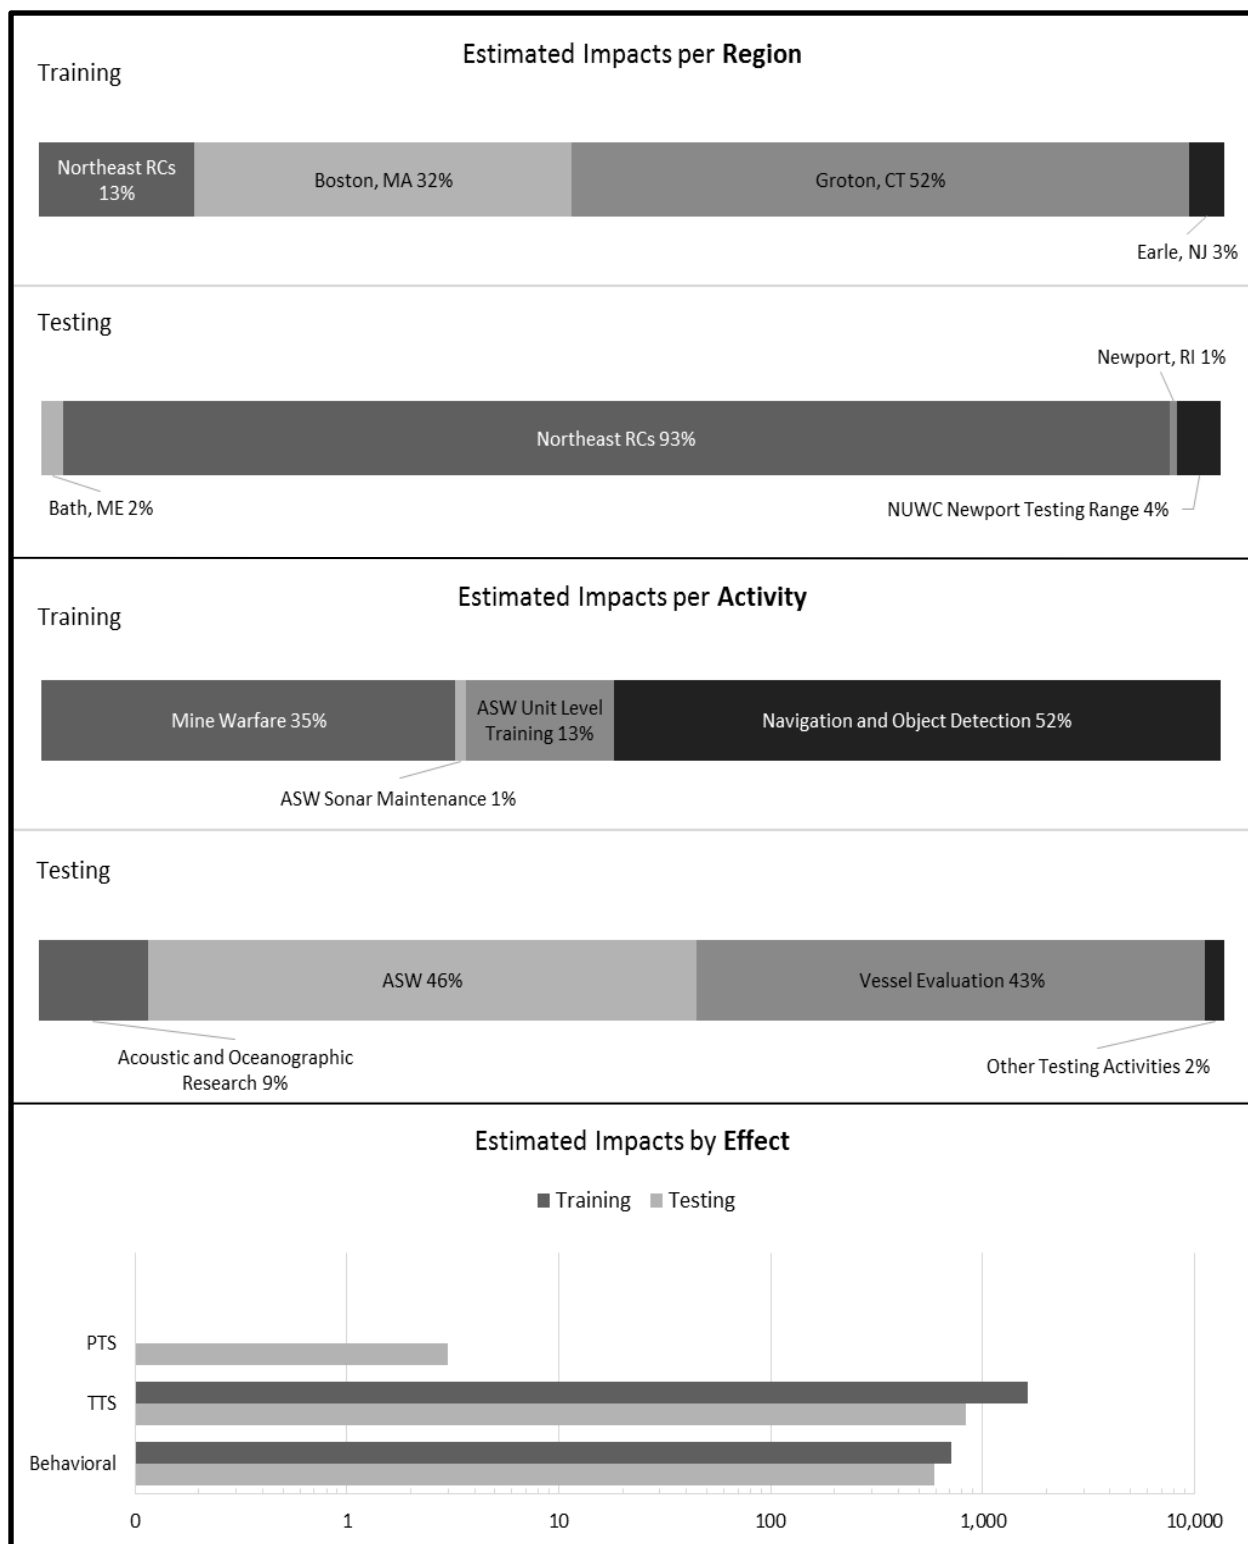 Estimated Impacts per Region
Training
Northeast RCs
13%
Boston, MA 32%
Groton, CT 52%
Earle, NJ 3%
Testing
Newport, RI 1%
Northeast RCs 93%
Bath, ME 2%
NUWC Newport Testing Range 4%
Estimated Impacts per Activity
Training
Mine Warfare 35%
ASW Unit Level
Training 13%
Navigation and Object Detection 52%
ASW Sonar Maintenance 1%
Testing
ASW 46%
Vessel Evaluation 43%
Acoustic and Oceanographic
Research 9%
Other Testing Activities 2%
Estimated Impacts by Effect
Training Testing
PTS
TTS
Behavioral
0 1 10 100 1,000 10,000